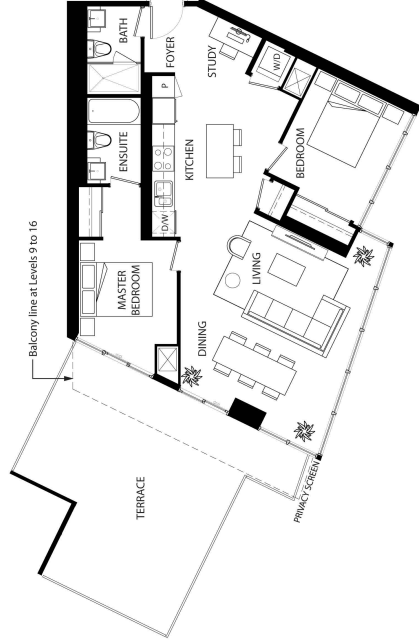 BATH
FOYER
STUDY
W/D
P
ENSUITE
KITCHEN
D/W
BEDROOM
Balcony line at Levels 9 to 16
MASTER
BEDROOM
LIVING
DINING
TERRACE
PRIVACY SCREEN